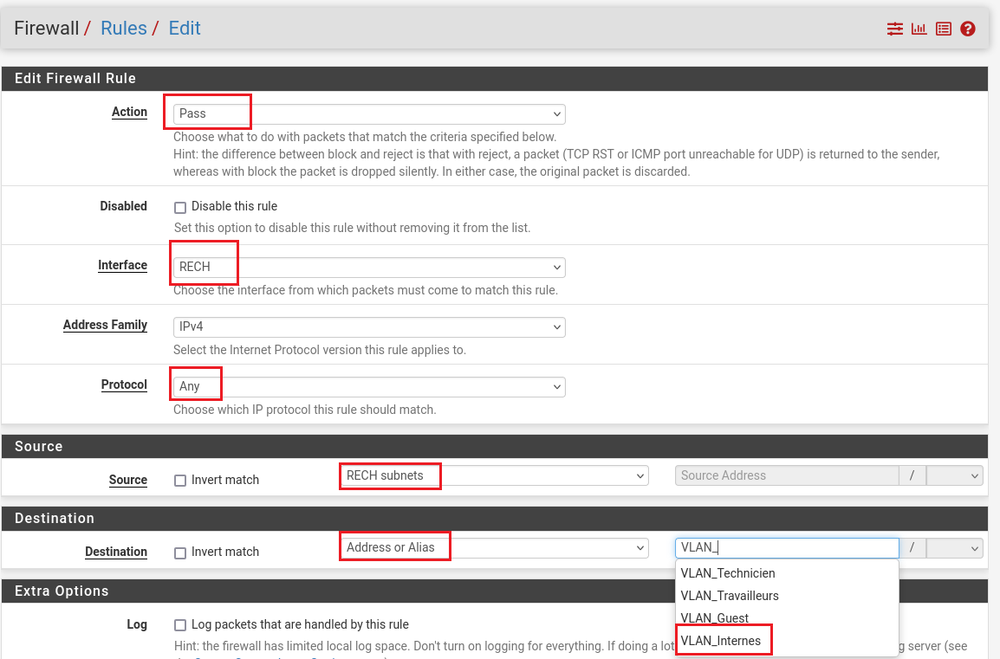 Firewall / Rules / Edit
Edit Firewall Rule
Action
Pass
Choose what to do with packets that match the criteria specified below.
Hint: the difference between block and reject is that with reject, a packet (TCP RST or ICMP port unreachable for UDP) is returned to the sender,
whereas with block the packet is dropped silently. In either case, the original packet is discarded.
Disabled
Disable this rule
Set this option to disable this rule without removing it from the list.
Interface
RECH
Choose the interface from which packets must come to match this rule.
Address Family
IPv4
Select the Internet Protocol version this rule applies to.
Protocol
Any
Choose which IP protocol this rule should match.
Source
Source
Invert match
RECH subnets
Source Address
/
Destination
Destination
Invert match
Address or Alias
VLAN_
/
VLAN_Technicien
VLAN_Travailleurs
VLAN_Guest
VLAN_Internes
Extra Options
Log
Log packets that are handled by this rule
Hint: the firewall has limited local log space. Don't turn on logging for everything. If doing a lot
g server (see